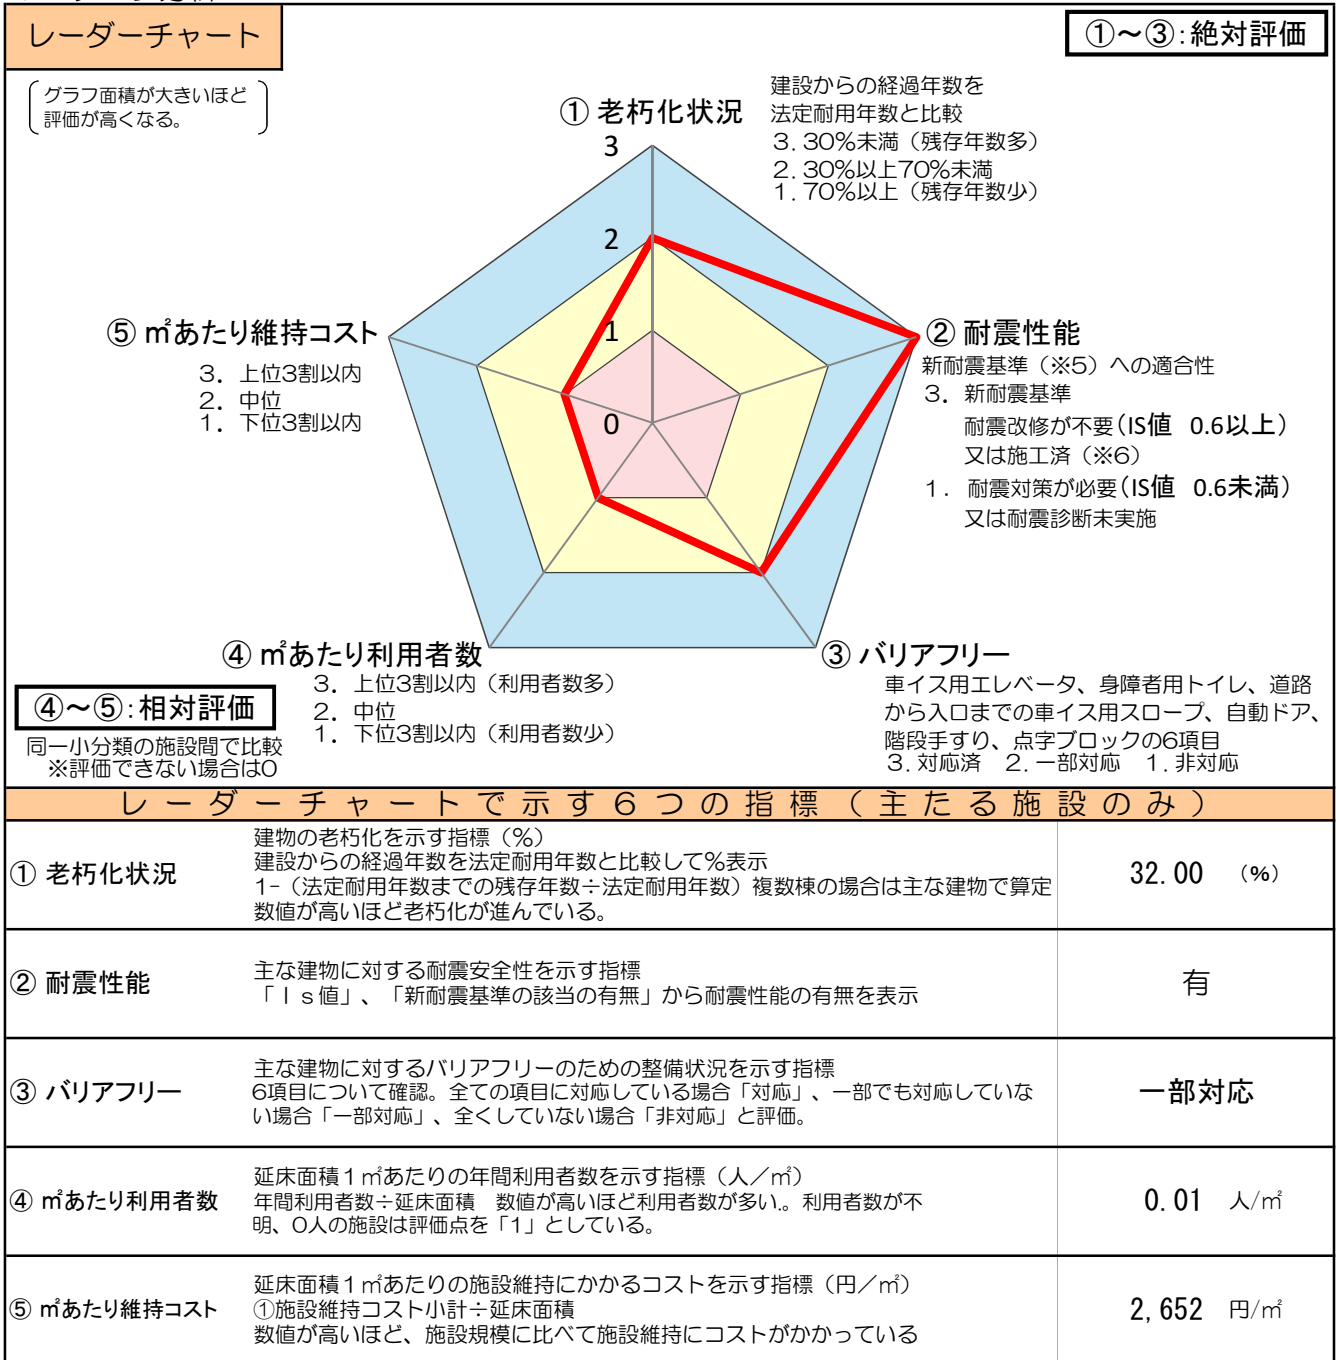 レーダーチャート
①～③:絶対評価
グラフ面積が大きいほど
評価が高くなる。
① 老朽化状況
建設からの経過年数を
法定耐用年数と比較
3.30%未満（残存年数多）
2.30%以上70%未満
1.70%以上（残存年数少）
3
2
1
0
② 耐震性能
新耐震基準（※5）への適合性
3．新耐震基準
耐震改修が不要(IS値 0.6以上)
又は施工済（※6）
1．耐震対策が必要(IS値 0.6未満)
又は耐震診断未実施
⑤ ㎡あたり維持コスト
3．上位3割以内
2．中位
1．下位3割以内
④ ㎡あたり利用者数
3．上位3割以内（利用者数多）
2．中位
1．下位3割以内（利用者数少）
③ バリアフリー
車イス用エレベータ、身障者用トイレ、道路
から入口までの車イス用スロープ、自動ドア、
階段手すり、点字ブロックの6項目
3.対応済 2.一部対応 1.非対応
④～⑤:相対評価
同一小分類の施設間で比較
※評価できない場合は0
レーダーチャートで示す６つの指標（主たる施設のみ）
① 老朽化状況
建物の老朽化を示す指標（%）
建設からの経過年数を法定耐用年数と比較して%表示
1-（法定耐用年数までの残存年数÷法定耐用年数）複数棟の場合は主な建物で算定
数値が高いほど老朽化が進んでいる。
32.00 （%）
② 耐震性能
主な建物に対する耐震安全性を示す指標
「Ｉｓ値」、「新耐震基準の該当の有無」から耐震性能の有無を表示
有
③ バリアフリー
主な建物に対するバリアフリーのための整備状況を示す指標
6項目について確認。全ての項目に対応している場合「対応」、一部でも対応していな
い場合「一部対応」、全くしていない場合「非対応」と評価。
一部対応
④ ㎡あたり利用者数
延床面積１㎡あたりの年間利用者数を示す指標（人／㎡）
年間利用者数÷延床面積 数値が高いほど利用者数が多い。利用者数が不
明、0人の施設は評価点を「1」としている。
0.01 人/㎡
⑤ ㎡あたり維持コスト
延床面積１㎡あたりの施設維持にかかるコストを示す指標（円／㎡）
①施設維持コスト小計÷延床面積
数値が高いほど、施設規模に比べて施設維持にコストがかかっている
2,652 円/㎡